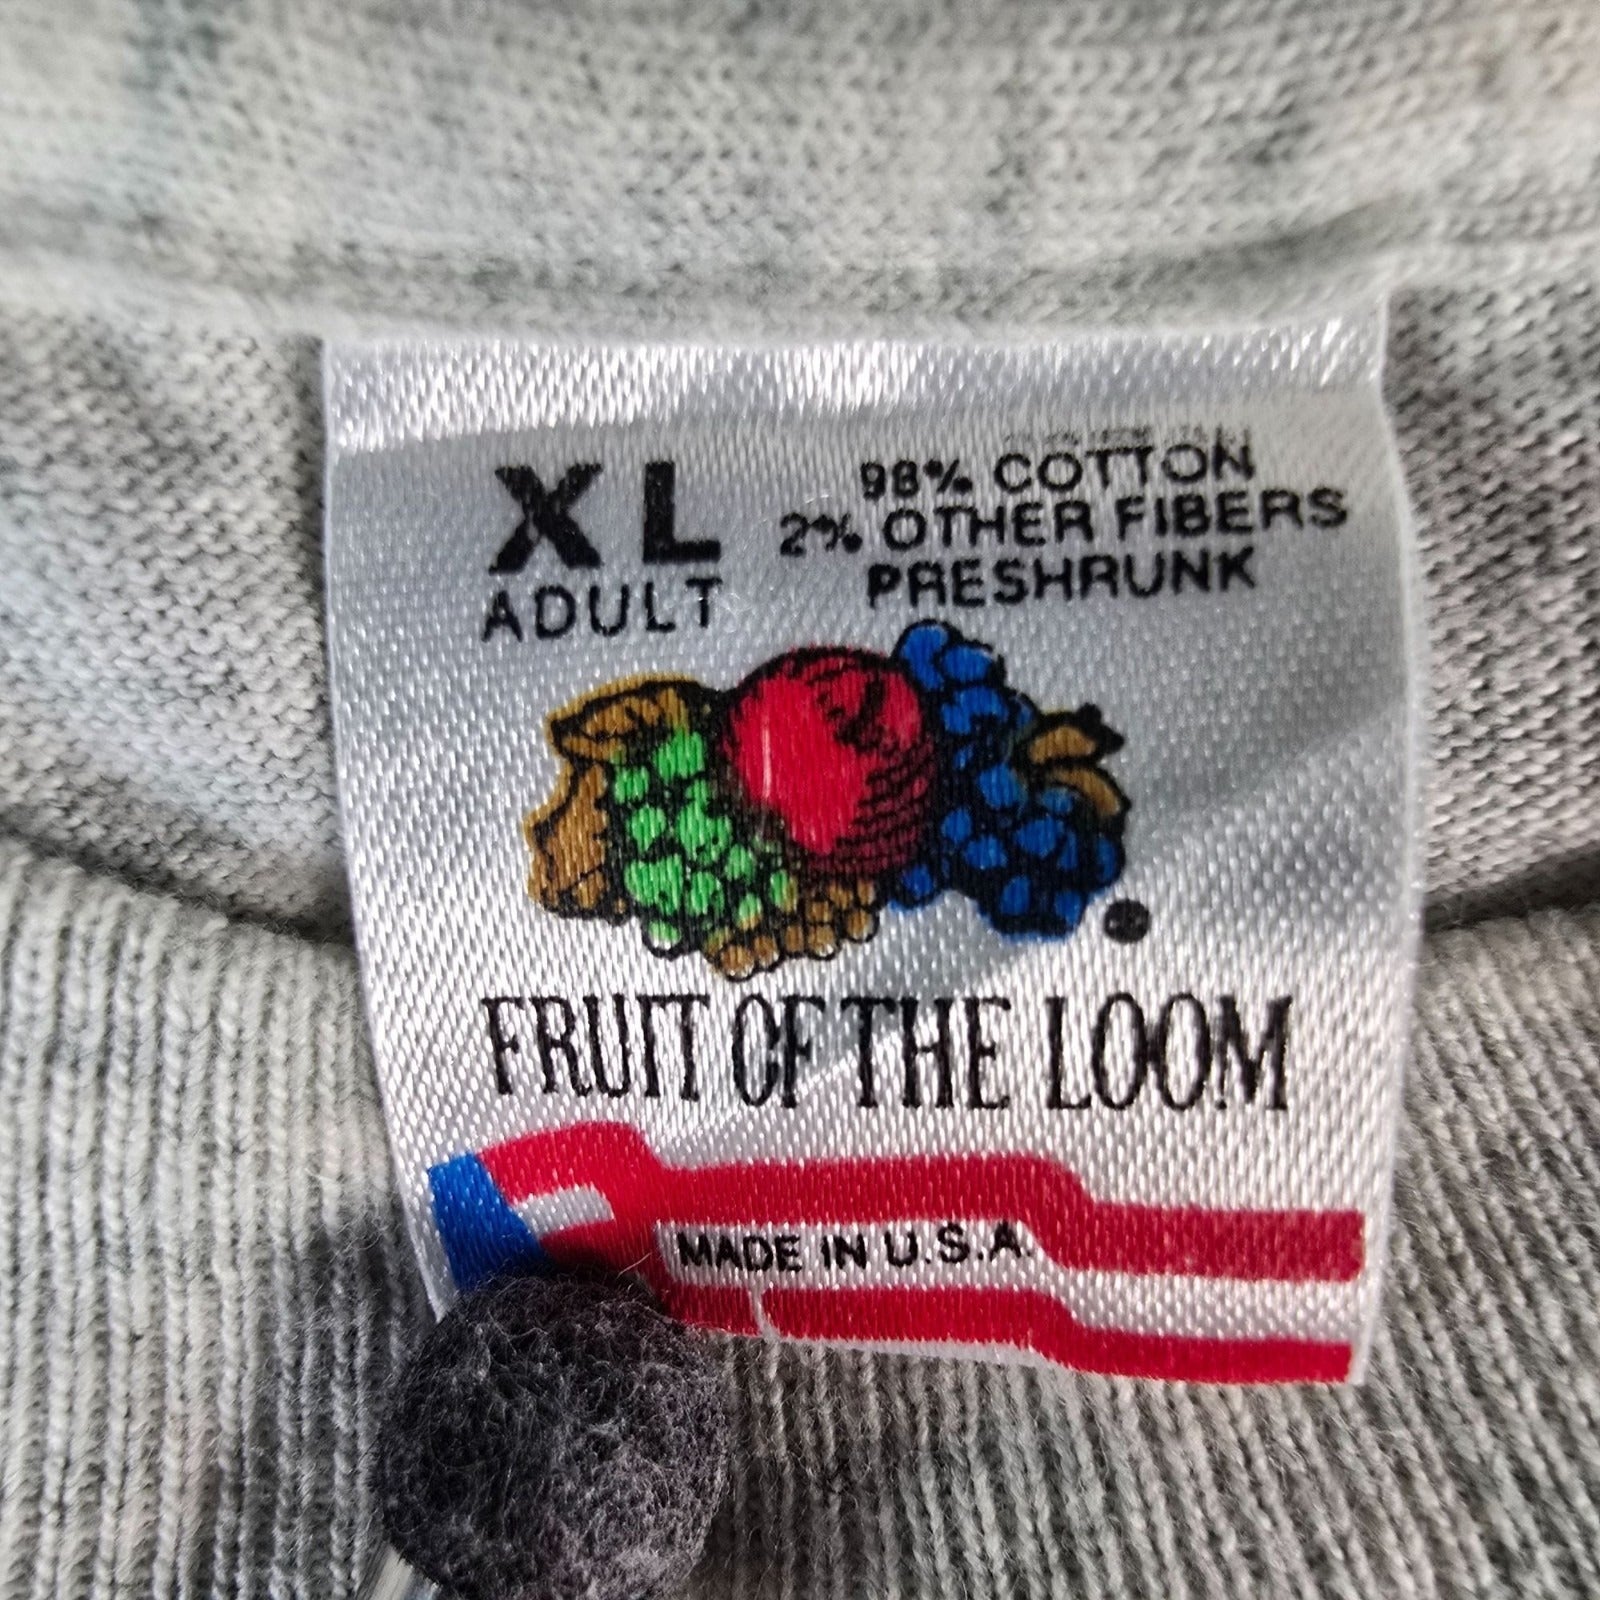 XL
ADULT
98% COTTON
2% OTHER FIBERS
PRESHRUNK
FRUIT OF THE LOOM
MADE IN U.S.A.